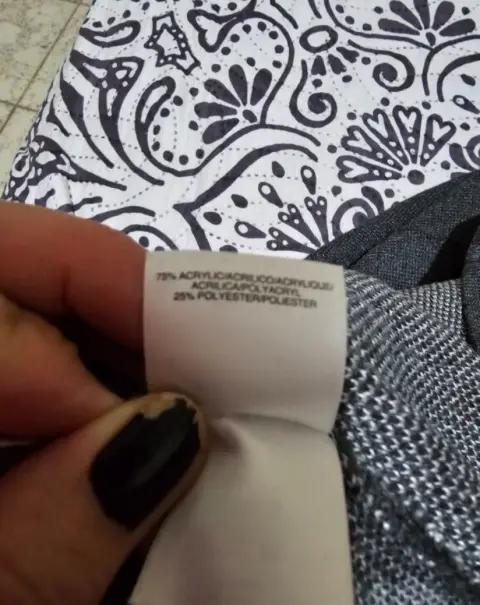 75% ACRYLIC/ACRILICO/ACRYLIQUE/
ACRILICA/POLYACRYL
25% POLYESTER/POLIESTER